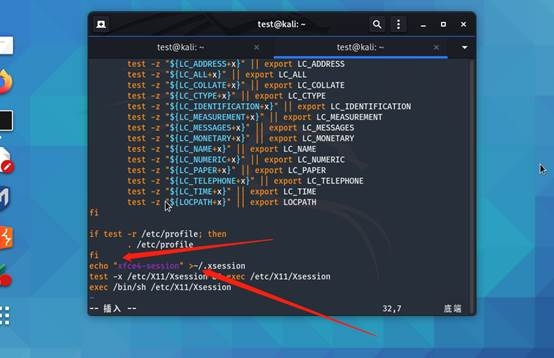 test@kali: ~
test@kali: ~
test@kali: ~
test -z "${LC_ADDRESS+x}" || export LC_ADDRESS
test -z "${LC_ALL+x}" || export LC_ALL
test -z "${LC_COLLATE+x}" || export LC_COLLATE
test -z "${LC_CTYPE+x}" || export LC_CTYPE
test -z "${LC_IDENTIFICATION+x}" || export LC_IDENTIFICATION
test -z "${LC_MEASUREMENT+x}" || export LC_MEASUREMENT
test -z "${LC_MESSAGES+x}" || export LC_MESSAGES
test -z "${LC_MONETARY+x}" || export LC_MONETARY
test -z "${LC_NAME+x}" || export LC_NAME
test -z "${LC_NUMERIC+x}" || export LC_NUMERIC
test -z "${LC_PAPER+x}" || export LC_PAPER
test -z "${LC_TELEPHONE+x}" || export LC_TELEPHONE
test -z "${LC_TIME+x}" || export LC_TIME
test -z "${LOCPATH+x}" || export LOCPATH
fi
if test -r /etc/profile; then
. /etc/profile
fi
echo "xfce4-session" >~/.xsession
test -x /etc/X11/Xsession && exec /etc/X11/Xsession
exec /bin/sh /etc/X11/Xsession
~
-- 插入 -- 32,7 底端